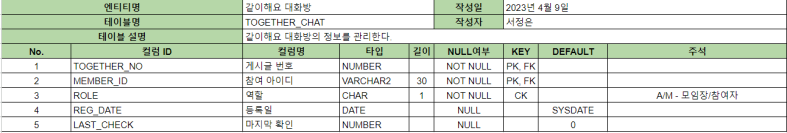 엔티티명 같이해요 대화방 작성일 2023년 4월 9일
테이블명 TOGETHER_CHAT 작성자 서정은
테이블 설명 같이해요 대화방의 정보를 관리한다.
No. 컬럼 ID 컬럼명 타입 길이 NULL여부 KEY DEFAULT 주석
1 TOGETHER_NO 게시글 번호 NUMBER NOT NULL PK, FK
2 MEMBER_ID 참여 아이디 VARCHAR2 30 NOT NULL PK, FK
3 ROLE 역할 CHAR 1 NOT NULL CK A/M - 모임장/참여자
4 REG_DATE 등록일 DATE NULL SYSDATE
5 LAST_CHECK 마지막 확인 NUMBER NULL 0